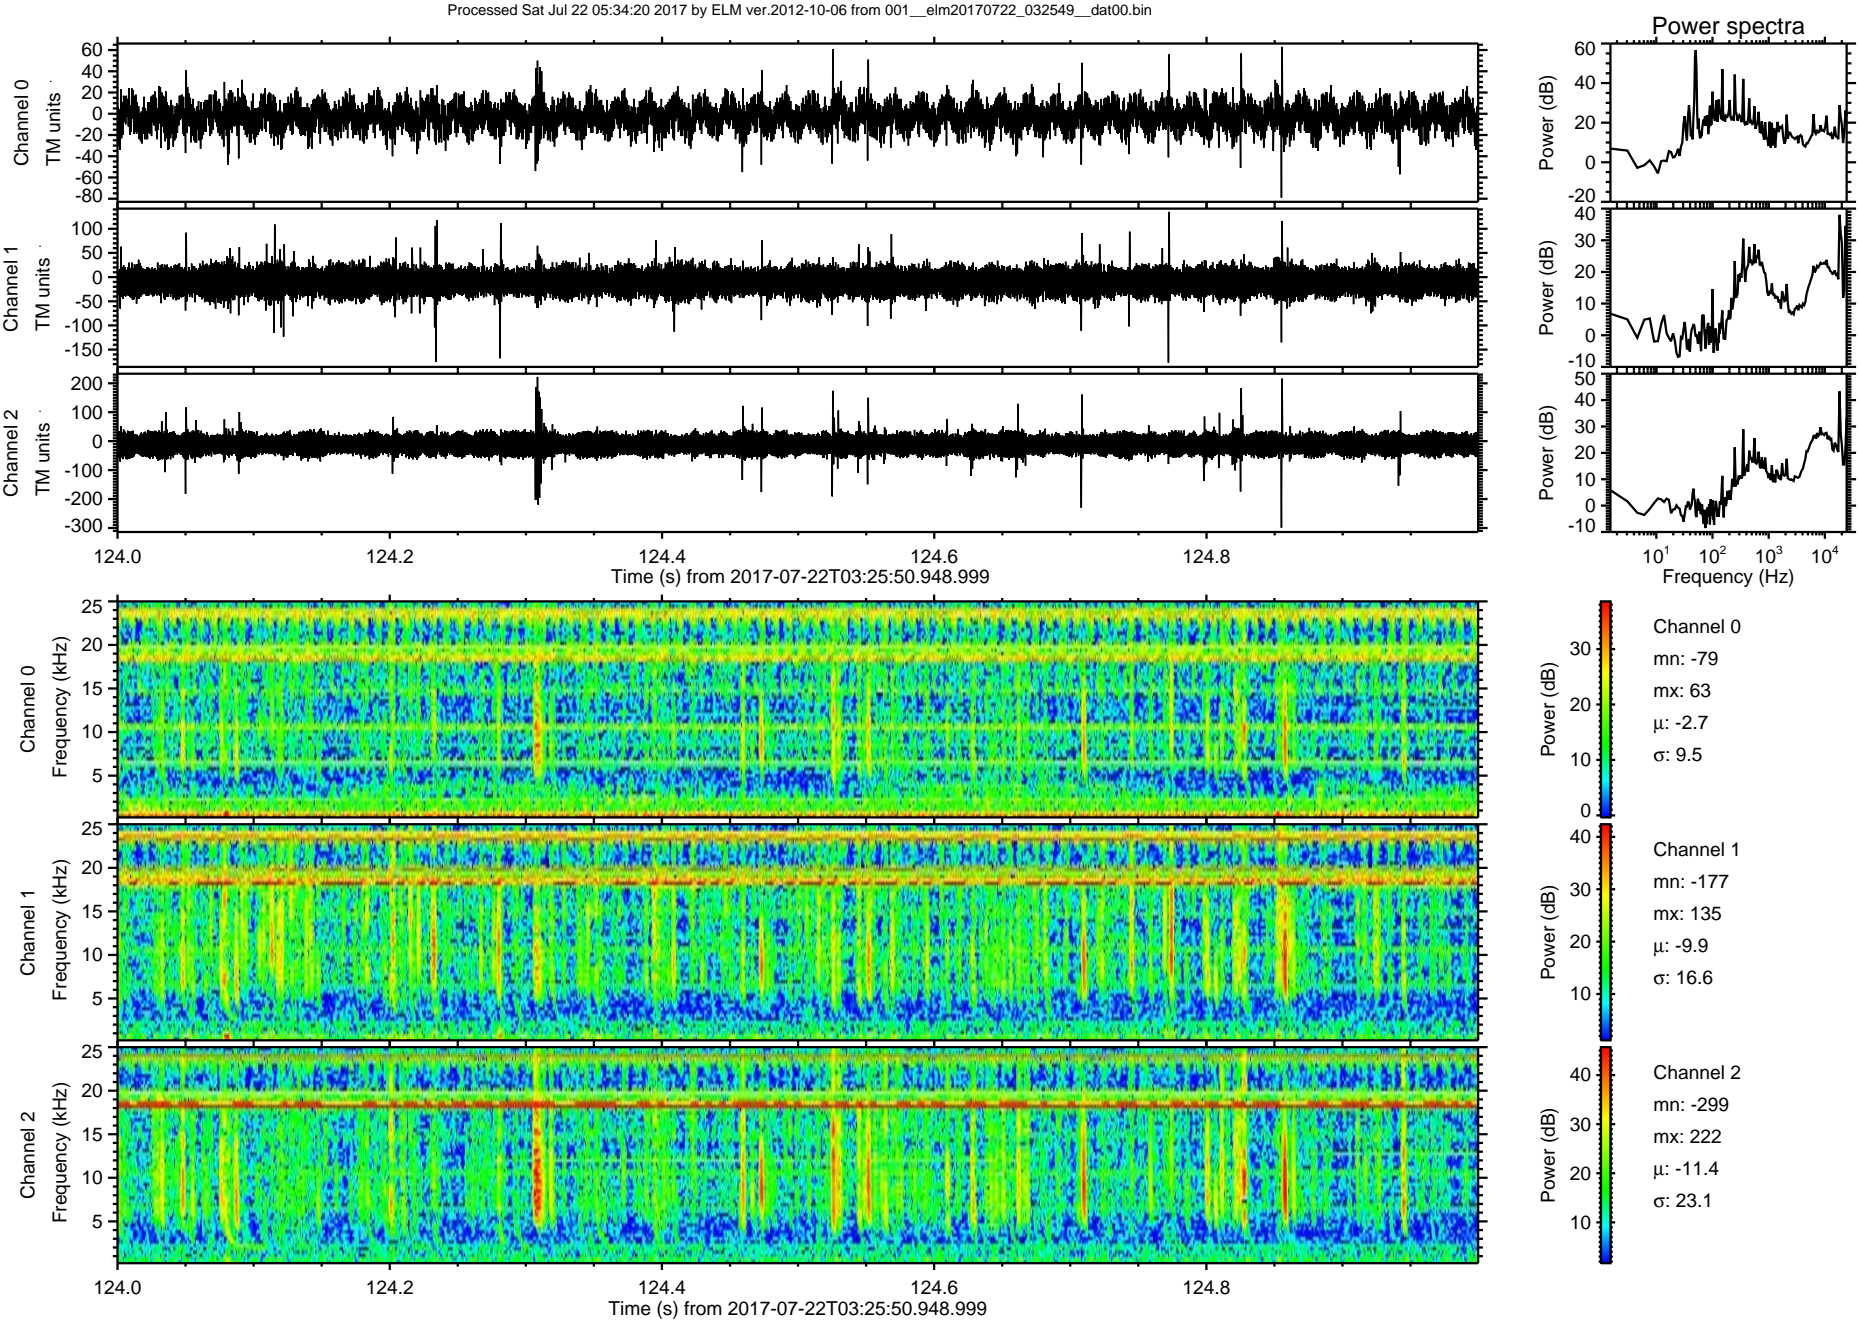 Processed Sat Jul 22 05:34:20 2017 by ELM ver.2012-10-06 from 001__elm20170722_032549__dat00.bin
Power spectra
Channel 0
TM units
60
40
20
0
-20
-40
-60
-80
Power (dB)
60
40
20
0
-20
Channel 1
TM units
100
50
0
-50
-100
-150
Power (dB)
40
30
20
10
0
-10
Channel 2
TM units
200
100
0
-100
-200
-300
Power (dB)
50
40
30
20
10
0
-10
124.0 124.2 124.4 124.6 124.8
Time (s) from 2017-07-22T03:25:50.948.999
10¹ 10² 10³ 10⁴
Frequency (Hz)
Channel 0
Frequency (kHz)
25
20
15
10
5
Power (dB)
30
20
10
0
Channel 0
mn: -79
mx: 63
μ: -2.7
σ: 9.5
Channel 1
Frequency (kHz)
25
20
15
10
5
Power (dB)
40
30
20
10
Channel 1
mn: -177
mx: 135
μ: -9.9
σ: 16.6
Channel 2
Frequency (kHz)
25
20
15
10
5
Power (dB)
40
30
20
10
Channel 2
mn: -299
mx: 222
μ: -11.4
σ: 23.1
124.0 124.2 124.4 124.6 124.8
Time (s) from 2017-07-22T03:25:50.948.999